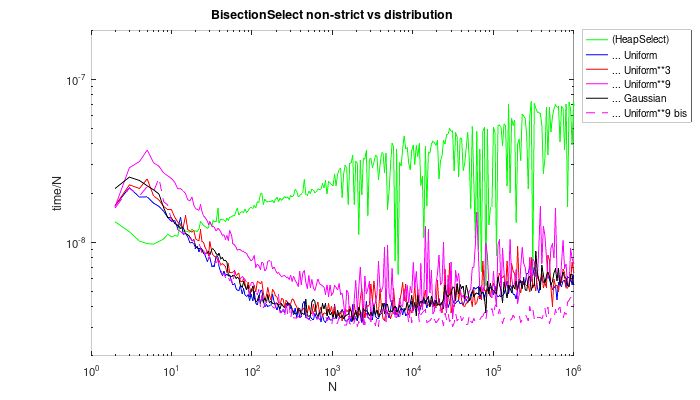 BisectionSelect non-strict vs distribution
(HeapSelect)
... Uniform
... Uniform**3
... Uniform**9
... Gaussian
... Uniform**9 bis
time/N
10^-7
10^-8
10^0 10^1 10^2 10^3 10^4 10^5 10^6
N